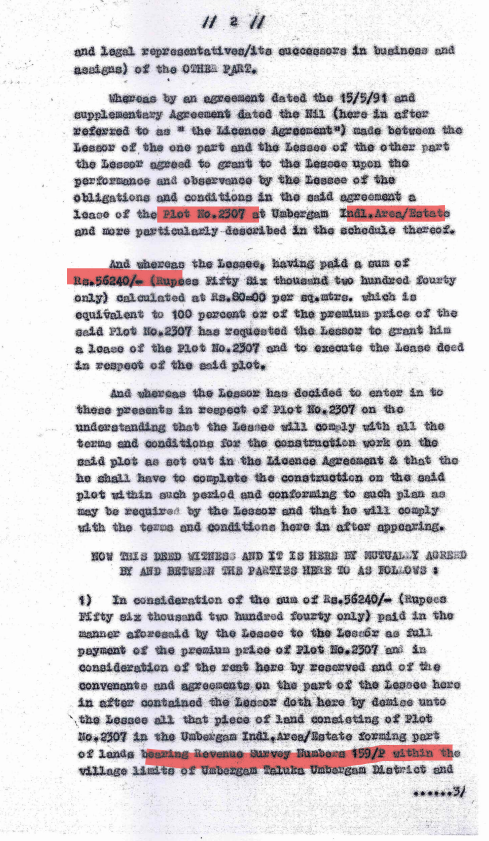 // 2 //
and legal representatives/its successors in business and
assigns) of the OTHER PART.
Whereas by an agreement dated the 15/5/91 and
supplementary Agreement dated the Nil (here in after
referred to as " the Licence Agreement") made between the
Lessor of the one part and the Lessee of the other part
the Lessor agreed to grant to the Lessee upon the
performance and observance by the Lessee of the
obligations and conditions in the said agreement a
lease of the Plot No.2307 at Umbergam Indl.Area/Estate
and more particularly described in the schedule thereof.
And whereas the Lessee, having paid a sum of
Rs.56240/- (Rupees Fifty Six thousand two hundred fourty
only) calculated at Rs.80=00 per sq.mtrs. which is
equivalent to 100 percent or of the premium price of the
said Plot No.2307 has requested the Lessor to grant him
a lease of the Plot No.2307 and to execute the Lease deed
in respect of the said plot.
And whereas the Lessor has decided to enter in to
these presents in respect of Plot No.2307 on the
understanding that the Lessee will comply with all the
terms and conditions for the construction work on the
said plot as set out in the Licence Agreement & that the
he shall have to complete the construction on the said
plot within such period and conforming to such plan as
may be required by the Lessor and that he will comply
with the terms and conditions here in after appearing.
NOW THIS DEED WITNESS AND IT IS HERE BY MUTUALLY AGREED
BY AND BETWEEN THE PARTIES HERE TO AS FOLLOWS :
1) In consideration of the sum of Rs.56240/- (Rupees
Fifty six thousand two hundred fourty only) paid in the
manner aforesaid by the Lessee to the Lessor as full
payment of the premium price of Plot No.2307 and in
consideration of the rent here by reserved and of the
convenants and agreements on the part of the Lessee here
in after contained the Lessor doth here by demise unto
the Lessee all that piece of land consisting of Plot
No.2307 in the Umbergam Indl.Area/Estate forming part
of lands bearing Revenue Survey Numbers 159/P within the
village limits of Umbergam Taluka Umbergam District and
......3/